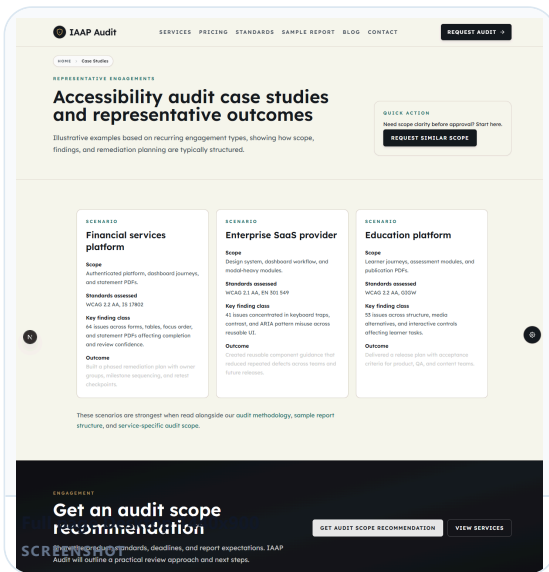 IAAP Audit
SERVICES PRICING STANDARDS SAMPLE REPORT BLOG CONTACT
REQUEST AUDIT →
HOME / Case Studies
REPRESENTATIVE ENGAGEMENTS
Accessibility audit case studies
and representative outcomes
Illustrative examples based on recurring engagement types, showing how scope,
findings, and remediation planning are typically structured.
QUICK ACTION
Need scope clarity before approval? Start here.
REQUEST SIMILAR SCOPE
SCENARIO
Financial services
platform
Scope
Authenticated platform, dashboard journeys,
and statement PDFs.
Standards assessed
WCAG 2.2 AA, IS 17802
Key finding class
64 issues across forms, tables, focus order,
and statement PDFs affecting completion
and review confidence.
Outcome
Built a phased remediation plan with owner
groups, milestone sequencing, and retest
checkpoints.
SCENARIO
Enterprise SaaS provider
Scope
Design system, dashboard workflow, and
modal-heavy modules.
Standards assessed
WCAG 2.1 AA, EN 301 549
Key finding class
41 issues concentrated in keyboard traps,
contrast, and ARIA pattern misuse across
reusable UI.
Outcome
Created reusable component guidance that
reduced repeated defects across teams and
future releases.
SCENARIO
Education platform
Scope
Learner journeys, assessment modules, and
publication PDFs.
Standards assessed
WCAG 2.2 AA, GIGW
Key finding class
53 issues across structure, media
alternatives, and interactive controls
affecting learner tasks.
Outcome
Delivered a release plan with acceptance
criteria for product, QA, and content teams.
N
These scenarios are strongest when read alongside our audit methodology, sample report
structure, and service-specific audit scope.
ENGAGEMENT
Get an audit scope
recommendation
GET AUDIT SCOPE RECOMMENDATION
VIEW SERVICES
SCREENSHOT
standards, deadlines, and report expectations. IAAP
Audit will outline a practical review approach and next steps.